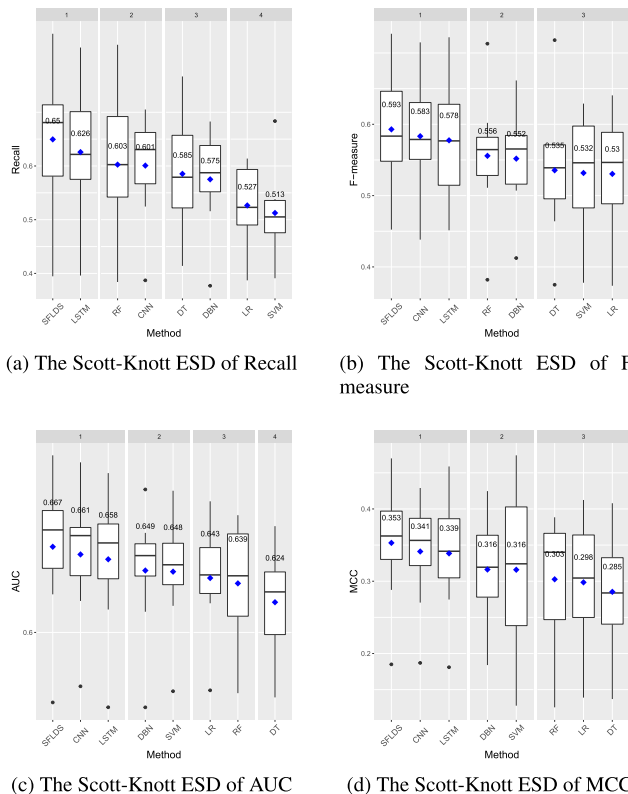 1 2 3 4
Recall
0.6
0.5
0.4
0.65
0.626
0.603
0.601
0.585
0.575
0.527
0.513
SFLDS LSTM RF CNN DT DBN LR SVM
Method
(a) The Scott-Knott ESD of Recall
1 2 3
F−measure
0.6
0.5
0.4
0.593
0.583
0.578
0.556
0.552
0.535
0.532
0.53
SFLDS CNN LSTM RF DBN DT SVM LR
Method
(b) The Scott-Knott ESD of F
measure
1 2 3 4
AUC
0.6
0.667
0.661
0.658
0.649
0.648
0.643
0.639
0.624
SFLDS CNN LSTM DBN SVM LR RF DT
Method
(c) The Scott-Knott ESD of AUC
1 2 3
MCC
0.4
0.3
0.2
0.353
0.341
0.339
0.316
0.316
0.303
0.298
0.285
SFLDS CNN LSTM DBN SVM RF LR DT
Method
(d) The Scott-Knott ESD of MCC